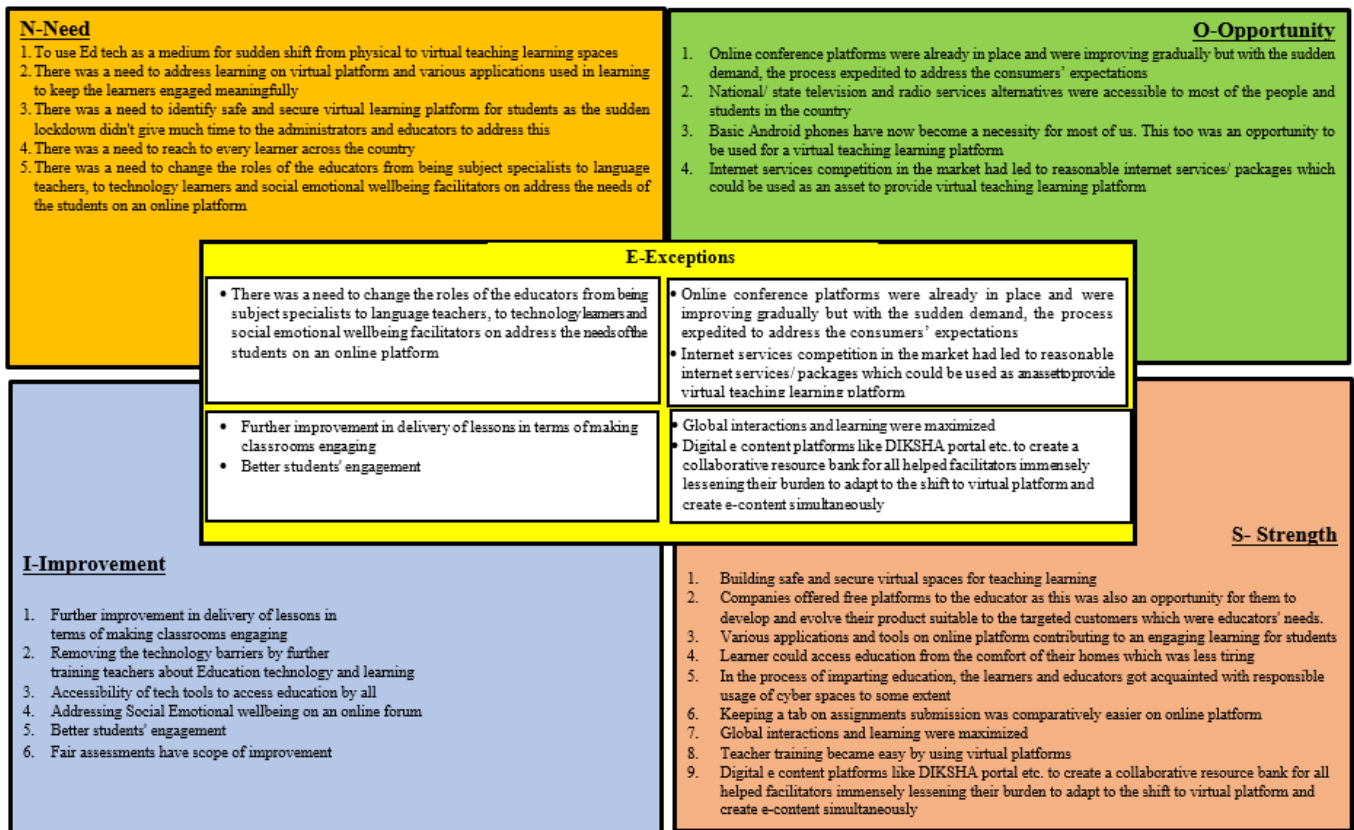 N-Need
1. To use Ed tech as a medium for sudden shift from physical to virtual teaching learning spaces
2. There was a need to address learning on virtual platform and various applications used in learning
to keep the learners engaged meaningfully
3. There was a need to identify safe and secure virtual learning platform for students as the sudden
lockdown didn't give much time to the administrators and educators to address this
4. There was a need to reach to every learner across the country
5. There was a need to change the roles of the educators from being subject specialists to language
teachers, to technology learners and social emotional wellbeing facilitators on address the needs of
the students on an online platform
O-Opportunity
1. Online conference platforms were already in place and were improving gradually but with the sudden
demand, the process expedited to address the consumers' expectations
2. National/ state television and radio services alternatives were accessible to most of the people and
students in the country
3. Basic Android phones have now become a necessity for most of us. This too was an opportunity to
be used for a virtual teaching learning platform
4. Internet services competition in the market had led to reasonable internet services/ packages which
could be used as an asset to provide virtual teaching learning platform
E-Exceptions
• There was a need to change the roles of the educators from being
subject specialists to language teachers, to technology learners and
social emotional wellbeing facilitators on address the needs of the
students on an online platform
• Online conference platforms were already in place and were
improving gradually but with the sudden demand, the process
expedited to address the consumers' expectations
• Internet services competition in the market had led to reasonable
internet services/ packages which could be used as an asset to provide
virtual teaching learning platform
• Further improvement in delivery of lessons in terms of making
classrooms engaging
• Better students' engagement
• Global interactions and learning were maximized
• Digital e content platforms like DIKSHA portal etc. to create a
collaborative resource bank for all helped facilitators immensely
lessening their burden to adapt to the shift to virtual platform and
create e-content simultaneously
I-Improvement
1. Further improvement in delivery of lessons in
terms of making classrooms engaging
2. Removing the technology barriers by further
training teachers about Education technology and learning
3. Accessibility of tech tools to access education by all
4. Addressing Social Emotional wellbeing on an online forum
5. Better students' engagement
6. Fair assessments have scope of improvement
S- Strength
1. Building safe and secure virtual spaces for teaching learning
2. Companies offered free platforms to the educator as this was also an opportunity for them to
develop and evolve their product suitable to the targeted customers which were educators' needs.
3. Various applications and tools on online platform contributing to an engaging learning for students
4. Learner could access education from the comfort of their homes which was less tiring
5. In the process of imparting education, the learners and educators got acquainted with responsible
usage of cyber spaces to some extent
6. Keeping a tab on assignments submission was comparatively easier on online platform
7. Global interactions and learning were maximized
8. Teacher training became easy by using virtual platforms
9. Digital e content platforms like DIKSHA portal etc. to create a collaborative resource bank for all
helped facilitators immensely lessening their burden to adapt to the shift to virtual platform and
create e-content simultaneously